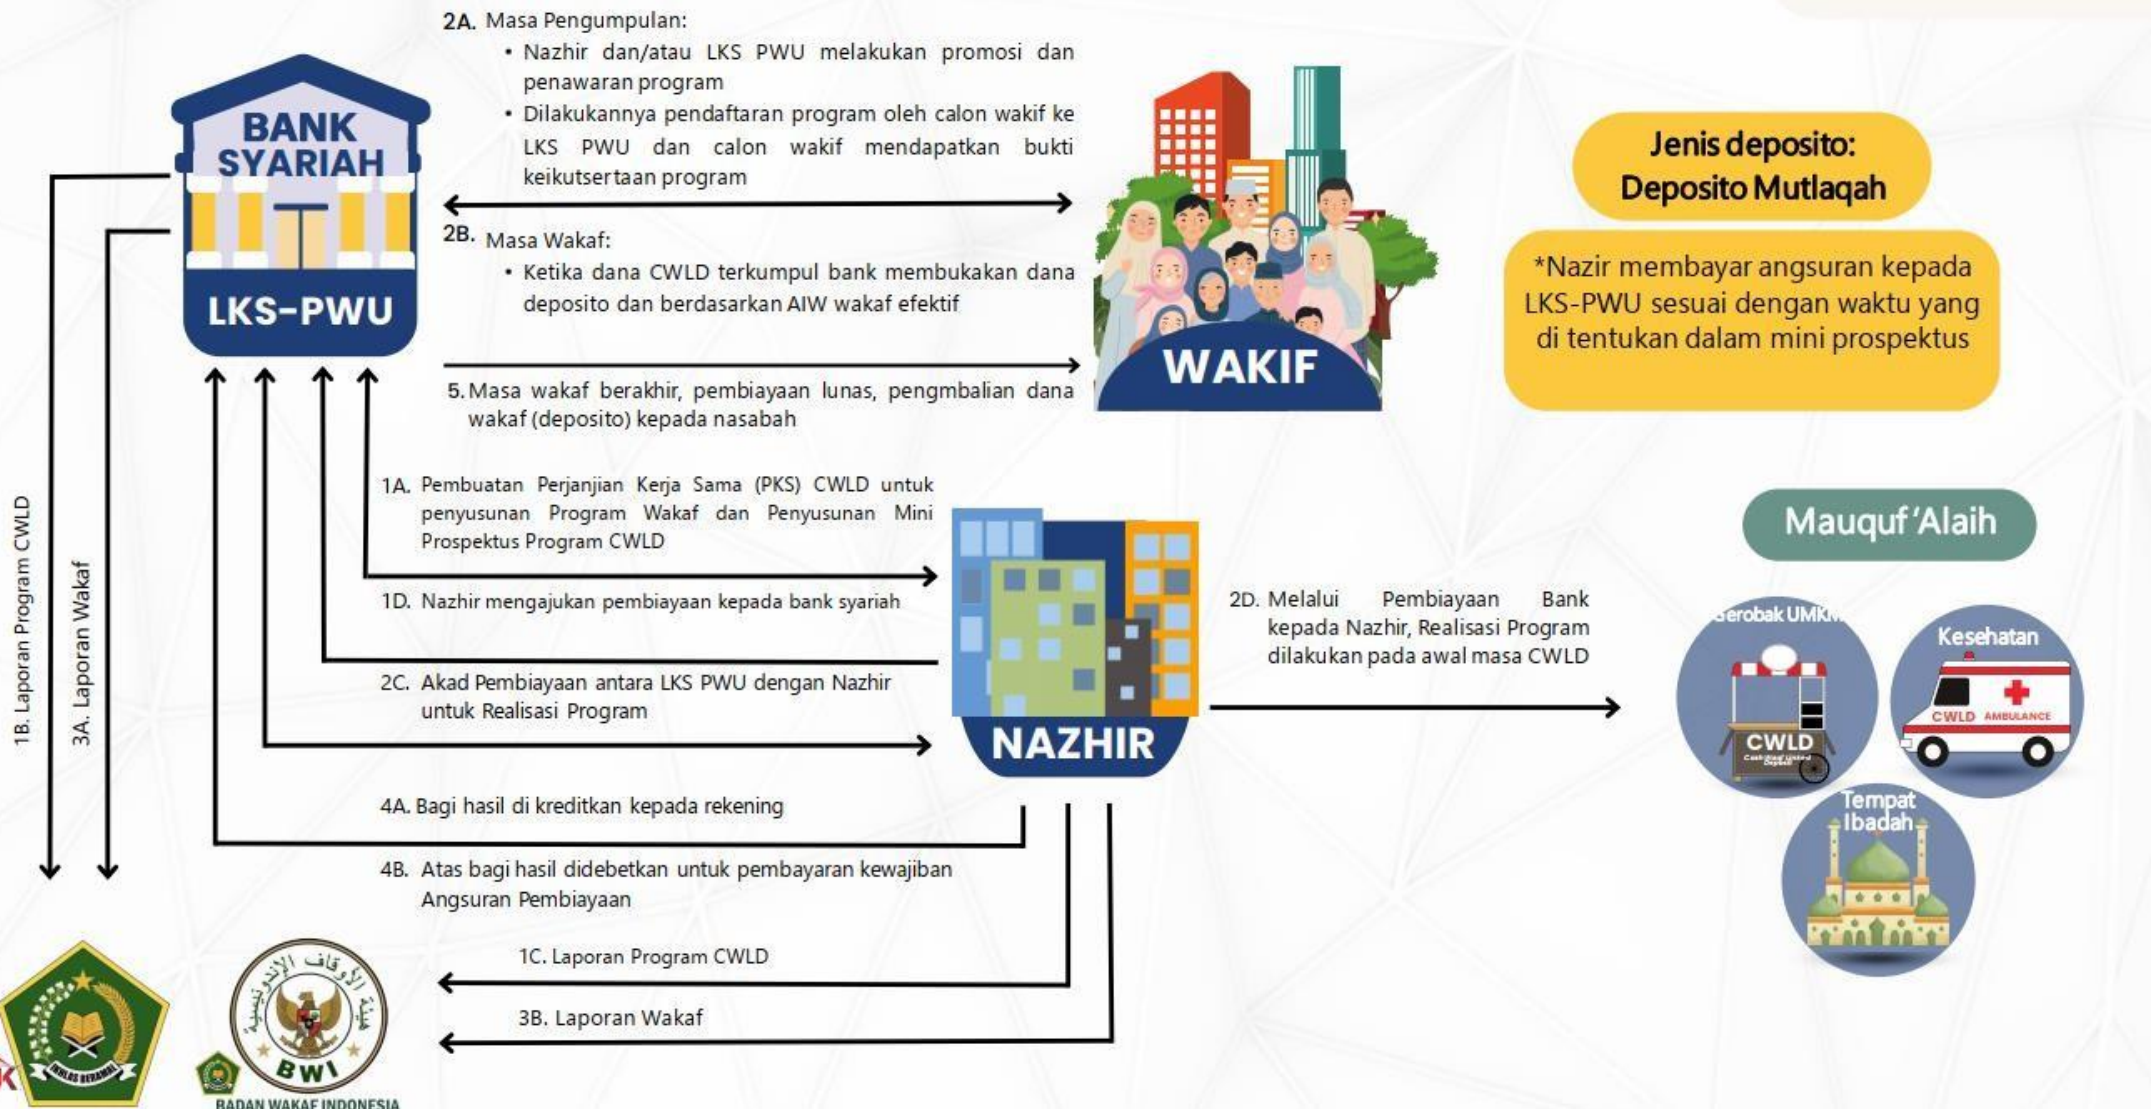 2A. Masa Pengumpulan:
• Nazhir dan/atau LKS PWU melakukan promosi dan
penawaran program
• Dilakukannya pendaftaran program oleh calon wakif ke
LKS PWU dan calon wakif mendapatkan bukti
keikutsertaan program
BANK
SYARIAH
LKS-PWU
2B. Masa Wakaf:
• Ketika dana CWLD terkumpul bank membukakan dana
deposito dan berdasarkan AIW wakaf efektif
WAKIF
Jenis deposito:
Deposito Mutlaqah
*Nazir membayar angsuran kepada
LKS-PWU sesuai dengan waktu yang
di tentukan dalam mini prospektus
5. Masa wakaf berakhir, pembiayaan lunas, pengmbalian dana
wakaf (deposito) kepada nasabah
1A. Pembuatan Perjanjian Kerja Sama (PKS) CWLD untuk
penyusunan Program Wakaf dan Penyusunan Mini
Prospektus Program CWLD
1D. Nazhir mengajukan pembiayaan kepada bank syariah
2C. Akad Pembiayaan antara LKS PWU dengan Nazhir
untuk Realisasi Program
NAZHIR
2D. Melalui Pembiayaan Bank
kepada Nazhir, Realisasi Program
dilakukan pada awal masa CWLD
Mauquf 'Alaih
erobak UMKM
CWLD
Kesehatan
CWLD AMBULANCE
Tempat
Ibadah
1B. Laporan Program CWLD
3A. Laporan Wakaf
4A. Bagi hasil di kreditkan kepada rekening
4B. Atas bagi hasil didebetkan untuk pembayaran kewajiban
Angsuran Pembiayaan
1C. Laporan Program CWLD
3B. Laporan Wakaf
K
IKHLAS BERAMAL
هيئة الأوقاف الإندونيسية
BWI
BADAN WAKAF INDONESIA